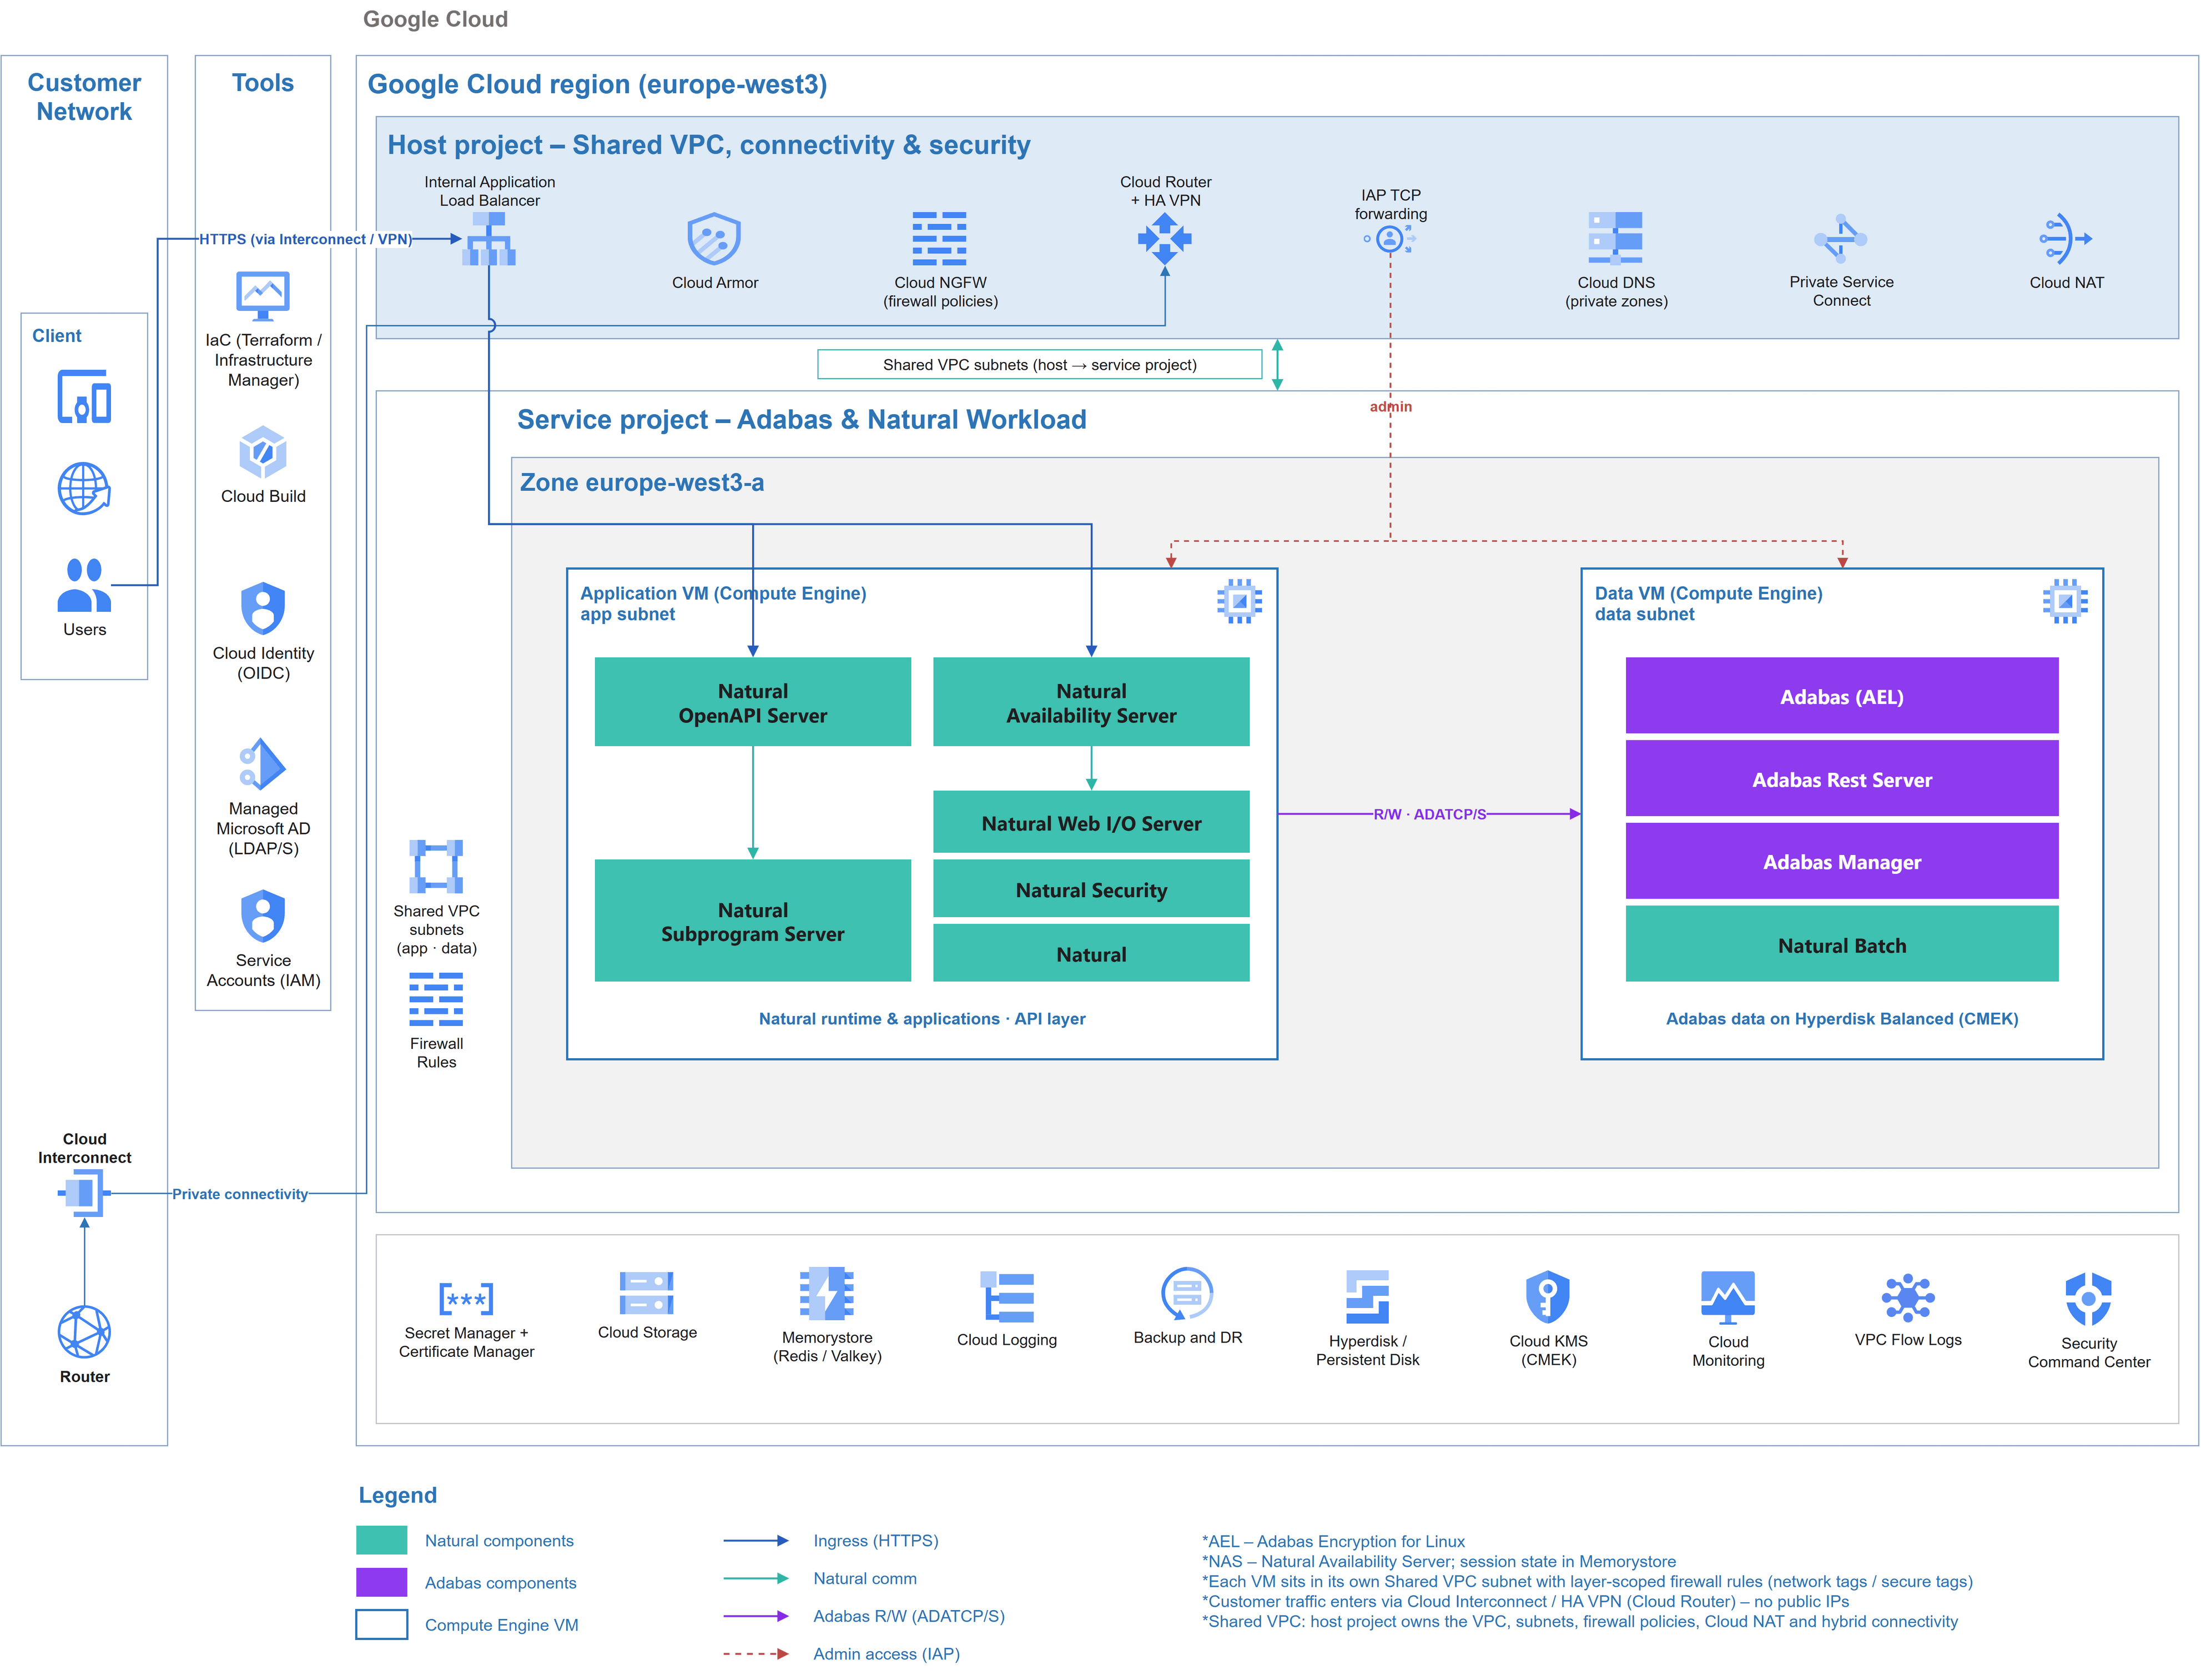 Google Cloud
Customer
Network
Tools
Google Cloud region (europe-west3)
Host project – Shared VPC, connectivity & security
Internal Application
Load Balancer
Cloud Armor
Cloud NGFW
(firewall policies)
Cloud Router
+ HA VPN
IAP TCP
forwarding
Cloud DNS
(private zones)
Private Service
Connect
Cloud NAT
HTTPS (via Interconnect / VPN)
Client
Users
IaC (Terraform /
Infrastructure
Manager)
Cloud Build
Cloud Identity
(OIDC)
Managed
Microsoft AD
(LDAP/S)
Service
Accounts (IAM)
Shared VPC subnets (host → service project)
admin
Service project – Adabas & Natural Workload
Zone europe-west3-a
Application VM (Compute Engine)
app subnet
Natural
OpenAPI Server
Natural
Availability Server
Natural Web I/O Server
Natural Security
Natural
Natural
Subprogram Server
Natural runtime & applications · API layer
R/W · ADATCP/S
Data VM (Compute Engine)
data subnet
Adabas (AEL)
Adabas Rest Server
Adabas Manager
Natural Batch
Adabas data on Hyperdisk Balanced (CMEK)
Shared VPC
subnets
(app · data)
Firewall
Rules
Cloud
Interconnect
Private connectivity
Router
***
Secret Manager +
Certificate Manager
Cloud Storage
Memorystore
(Redis / Valkey)
Cloud Logging
Backup and DR
Hyperdisk /
Persistent Disk
Cloud KMS
(CMEK)
Cloud
Monitoring
VPC Flow Logs
Security
Command Center
Legend
Natural components
Adabas components
Compute Engine VM
Ingress (HTTPS)
Natural comm
Adabas R/W (ADATCP/S)
Admin access (IAP)
*AEL – Adabas Encryption for Linux
*NAS – Natural Availability Server; session state in Memorystore
*Each VM sits in its own Shared VPC subnet with layer-scoped firewall rules (network tags / secure tags)
*Customer traffic enters via Cloud Interconnect / HA VPN (Cloud Router) – no public IPs
*Shared VPC: host project owns the VPC, subnets, firewall policies, Cloud NAT and hybrid connectivity